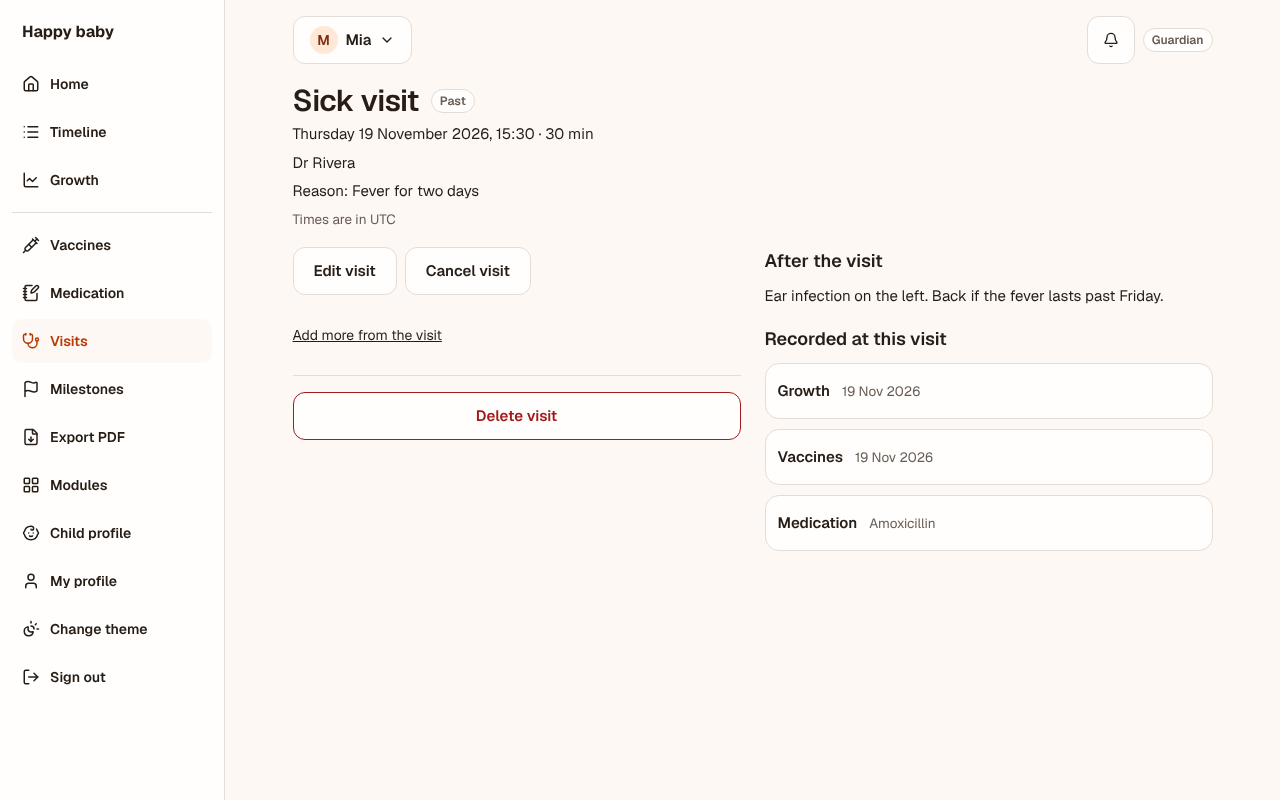 Happy baby
Home
Timeline
Growth
Vaccines
Medication
Visits
Milestones
Export PDF
Modules
Child profile
My profile
Change theme
Sign out
M Mia
Guardian
Sick visit Past
Thursday 19 November 2026, 15:30 · 30 min
Dr Rivera
Reason: Fever for two days
Times are in UTC
Edit visit Cancel visit
Add more from the visit
Delete visit
After the visit
Ear infection on the left. Back if the fever lasts past Friday.
Recorded at this visit
Growth 19 Nov 2026
Vaccines 19 Nov 2026
Medication Amoxicillin